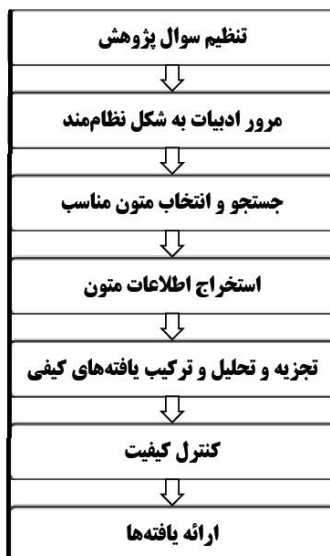 تنظیم سوال پژوهش
مرور ادبیات به شکل نظام‌مند
جستجو و انتخاب متون مناسب
استخراج اطلاعات متون
تجزیه و تحلیل و ترکیب یافته‌های کیفی
کنترل کیفیت
ارائه یافته‌ها